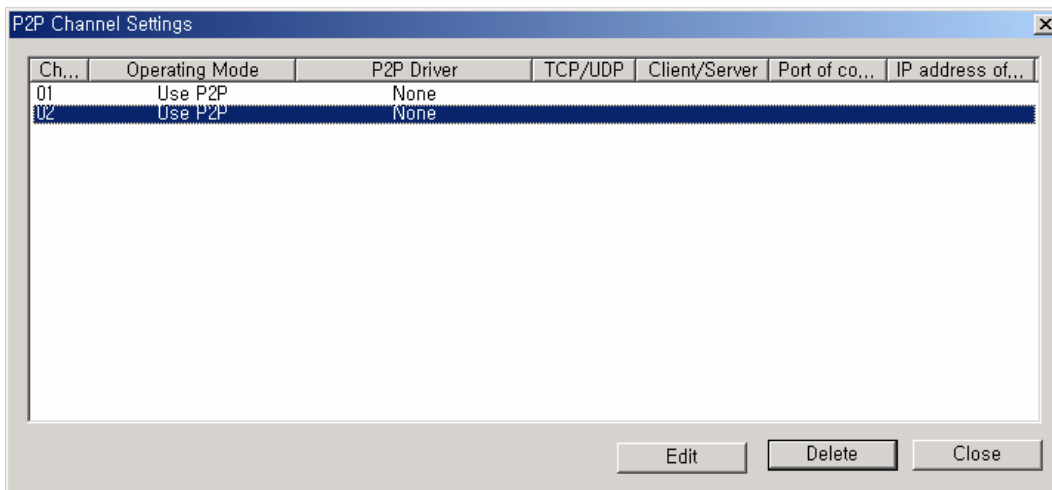 P2P Channel Settings
Ch... Operating Mode P2P Driver TCP/UDP Client/Server Port of co... IP address of...
01 Use P2P None
02 Use P2P None
Edit Delete Close